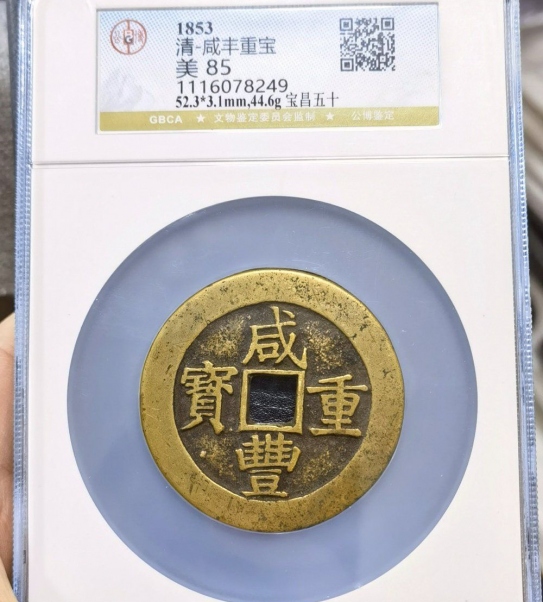 1853
清-咸丰重宝
美 85
1116078249
52.3*3.1mm,44.6g 宝昌五十
GBCA ★ 文物鉴定委员会监制 ★ 公博鉴定
咸
寶 重
豐